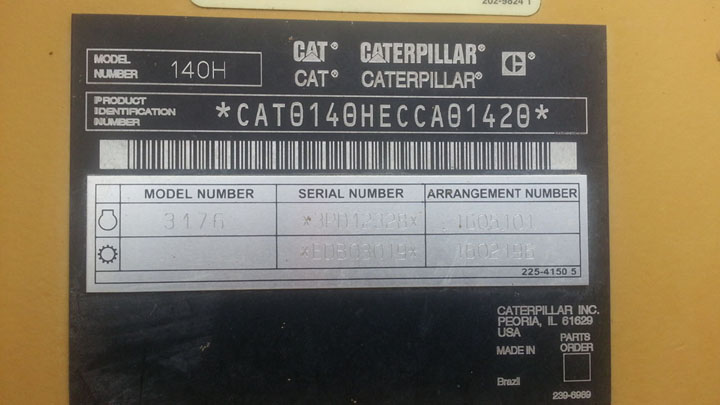 202-9824 1
MODEL NUMBER 140H
CAT® CATERPILLAR®
CAT® CATERPILLAR®
PRODUCT IDENTIFICATION NUMBER *CAT0140HECCA01420*
MODEL NUMBER SERIAL NUMBER ARRANGEMENT NUMBER
3176
225-4150 5
CATERPILLAR INC.
PEORIA, IL 61629
USA
MADE IN
PARTS ORDER
Brazil
239-6969